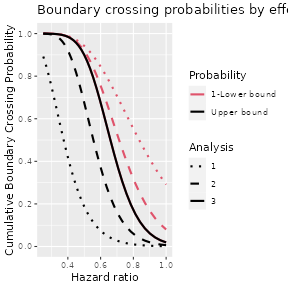 Boundary crossing probabilities by effe
Cumulative Boundary Crossing Probability
1.0
0.8
0.6
0.4
0.2
0.0
0.4
0.6
0.8
1.0
Hazard ratio
Probability
1-Lower bound
Upper bound
Analysis
1
2
3